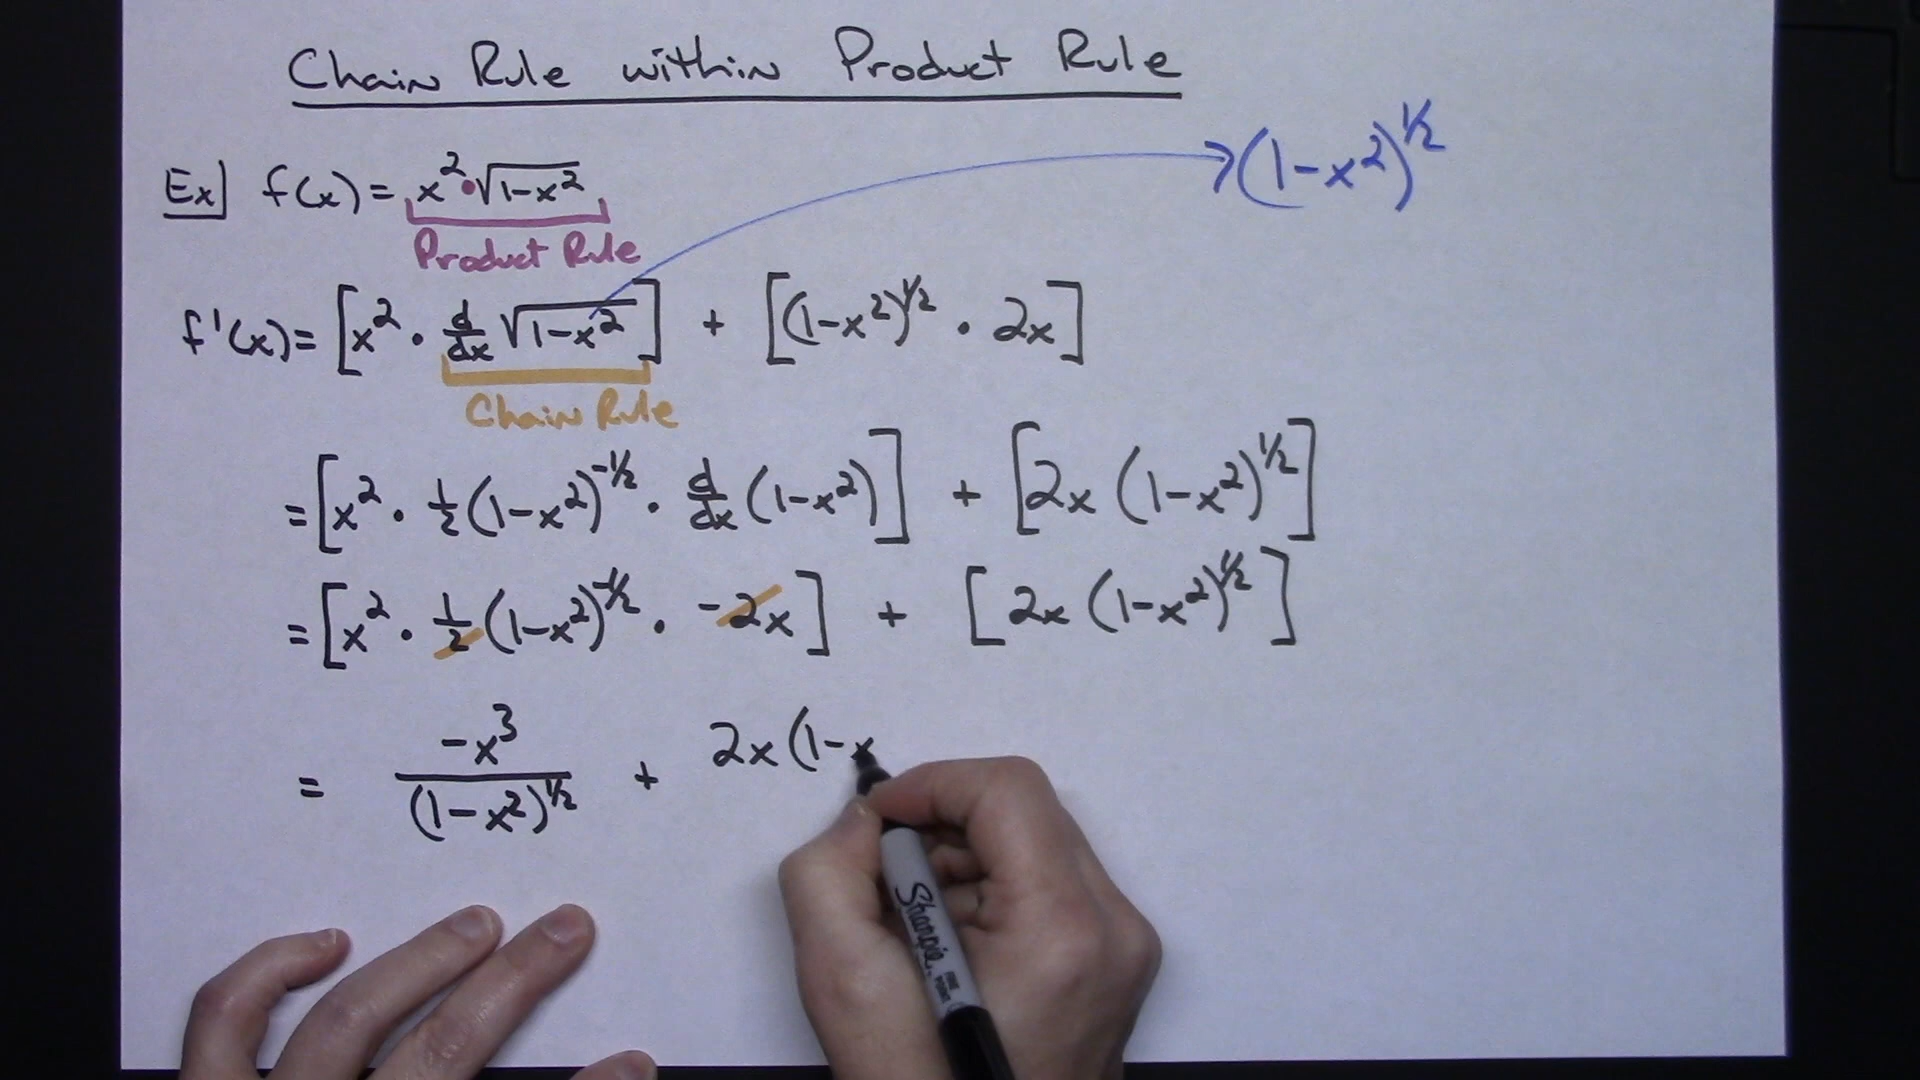 Chain Rule within Product Rule
(1-x²)^½
Ex] f(x) = x² • √(1-x²)
Product Rule
f'(x) = [x² · d/dx √(1-x²)] + [(1-x²)^½ · 2x]
Chain Rule
= [x² · ½(1-x²)^-½ · d/dx (1-x²)] + [2x (1-x²)^½]
= [x² · ½(1-x²)^-½ · -2x] + [2x (1-x²)^½]
= -x³/(1-x²)^½ + 2x (1-x
Sharpie
FINE
POINT